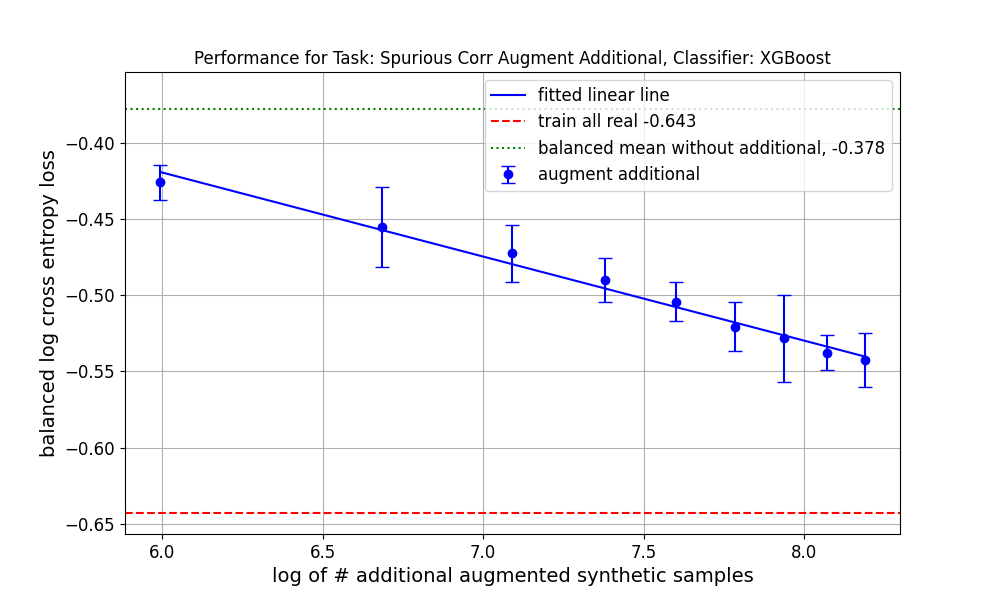 Performance for Task: Spurious Corr Augment Additional, Classifier: XGBoost
fitted linear line
train all real -0.643
balanced mean without additional, -0.378
augment additional
balanced log cross entropy loss
−0.40
−0.45
−0.50
−0.55
−0.60
−0.65
6.0 6.5 7.0 7.5 8.0
log of # additional augmented synthetic samples